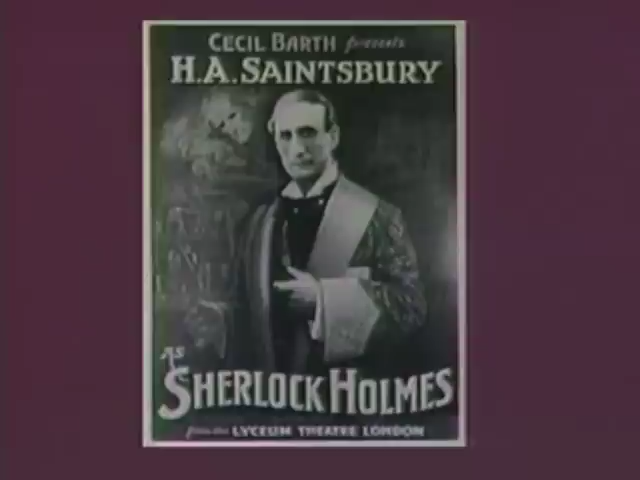 CECIL BARTH presents
H.A. SAINTSBURY
AS
SHERLOCK HOLMES
from the LYCEUM THEATRE LONDON